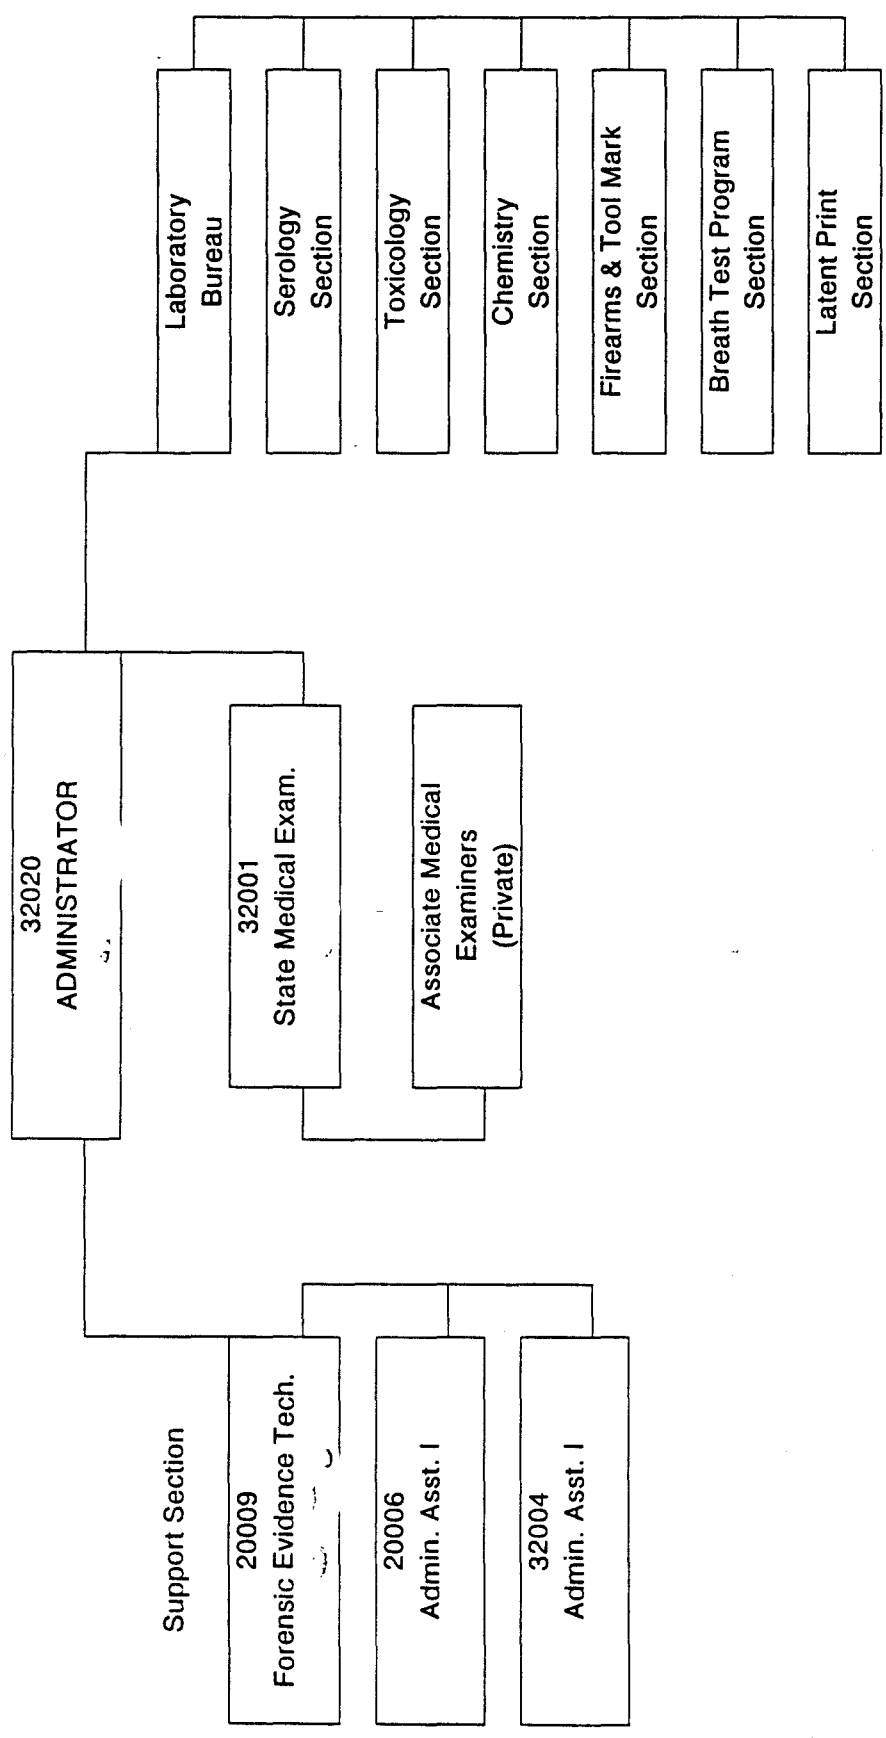 32020
ADMINISTRATOR
Support Section
20009
Forensic Evidence Tech.
20006
Admin. Asst. I
32004
Admin. Asst. I
32001
State Medical Exam.
Associate Medical
Examiners
(Private)
Laboratory
Bureau
Serology
Section
Toxicology
Section
Chemistry
Section
Firearms & Tool Mark
Section
Breath Test Program
Section
Latent Print
Section